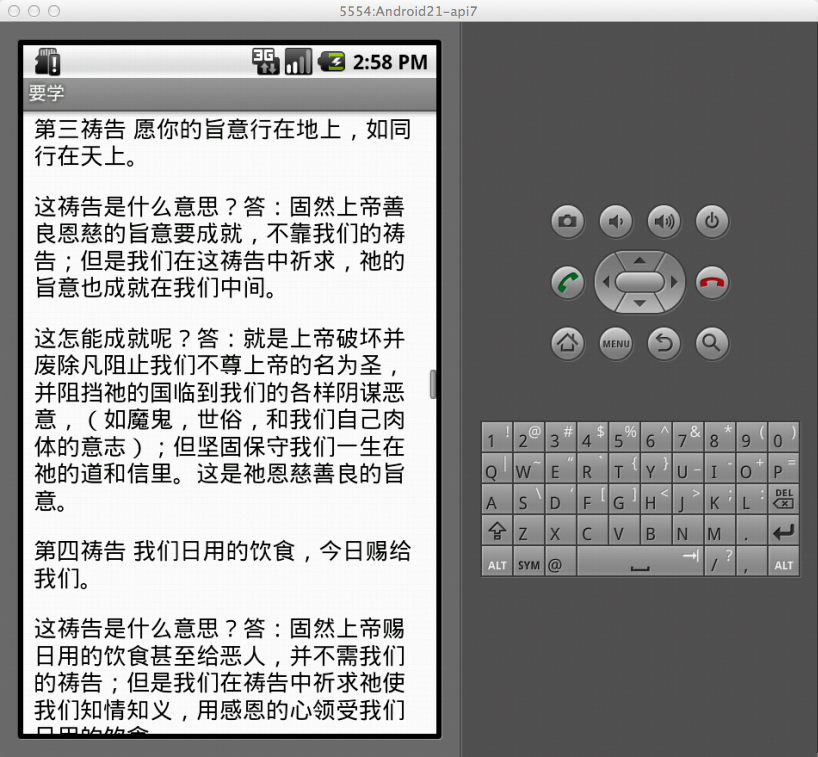 5554:Android21-api7
3G 2:58 PM
要学
第三祷告 愿你的旨意行在地上，如同
行在天上。
这祷告是什么意思？答：固然上帝善
良恩慈的旨意要成就，不靠我们的祷
告；但是我们在这祷告中祈求，祂的
旨意也成就在我们中间。
这怎能成就呢？答：就是上帝破坏并
废除凡阻止我们不尊上帝的名为圣，
并阻挡祂的国临到我们的各样阴谋恶
意，（如魔鬼，世俗，和我们自己肉
体的意志）；但坚固保守我们一生在
祂的道和信里。这是祂恩慈善良的旨
意。
第四祷告 我们日用的饮食，今日赐给
我们。
这祷告是什么意思？答：固然上帝赐
日用的饮食甚至给恶人，并不需我们
的祷告；但是我们在祷告中祈求祂使
我们知情知义，用感恩的心领受我们
日用的饮食
MENU
1 ! 2 @ 3 # 4 $ 5 % 6 ^ 7 & 8 * 9 ( 0 )
Q | W ~ E “ R ` T { Y } U _ I - O + P =
A S \ D ' F [ G ] H < J > K ; L : DEL
Z X C V B N M .
ALT SYM @ / ? , ALT